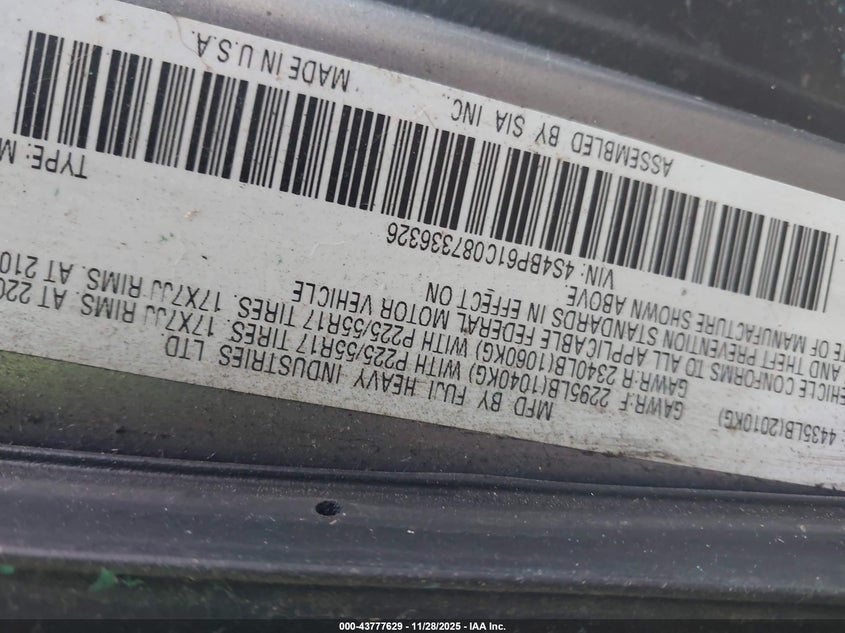 MFD BY FUJI HEAVY INDUSTRIES LTD.
: 4435LB(2010KG)
GAWR:F 2295LB(1040KG) WITH P225/55R17 TIRES. 17X7JJ RIMS. AT 220
GAWR:R 2340LB(1060KG) WITH P225/55R17 TIRES. 17X7JJ RIMS. AT 210
VEHICLE CONFORMS TO ALL APPLICABLE FEDERAL MOTOR VEHICLE
AND THEFT PREVENTION STANDARDS IN EFFECT ON
TE OF MANUFACTURE SHOWN ABOVE.
VIN: 4S4BP61C087336326
TYPE: M
ASSEMBLED BY SIA INC.
MADE IN U.S.A.
000-43777629 - 11/28/2025 - IAA Inc.